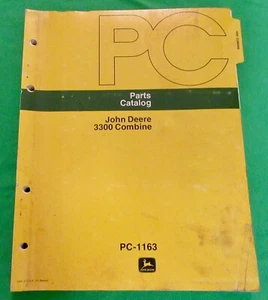 PC
Parts
Catalog
John Deere
3300 Combine
PC-1163
JOHN DEERE